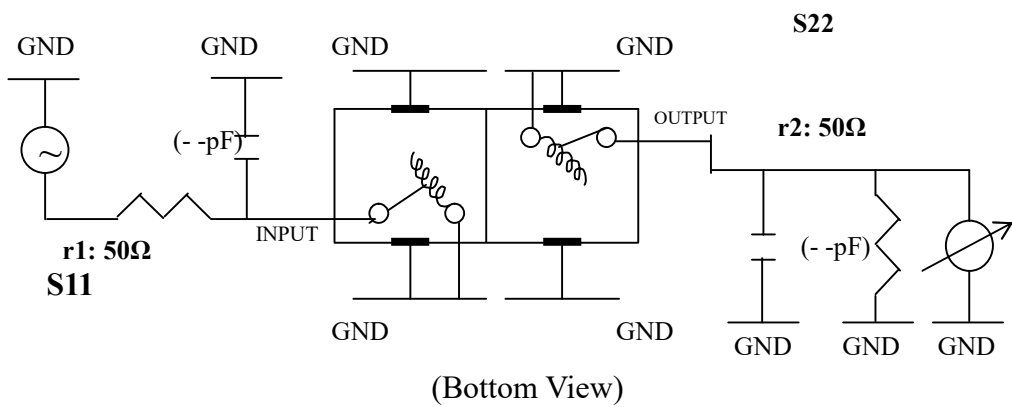 S22
GND
GND
GND
GND
OUTPUT
r2: 50Ω
~
(- -pF)
INPUT
r1: 50Ω
S11
(- -pF)
GND
GND
GND
GND
GND
(Bottom View)